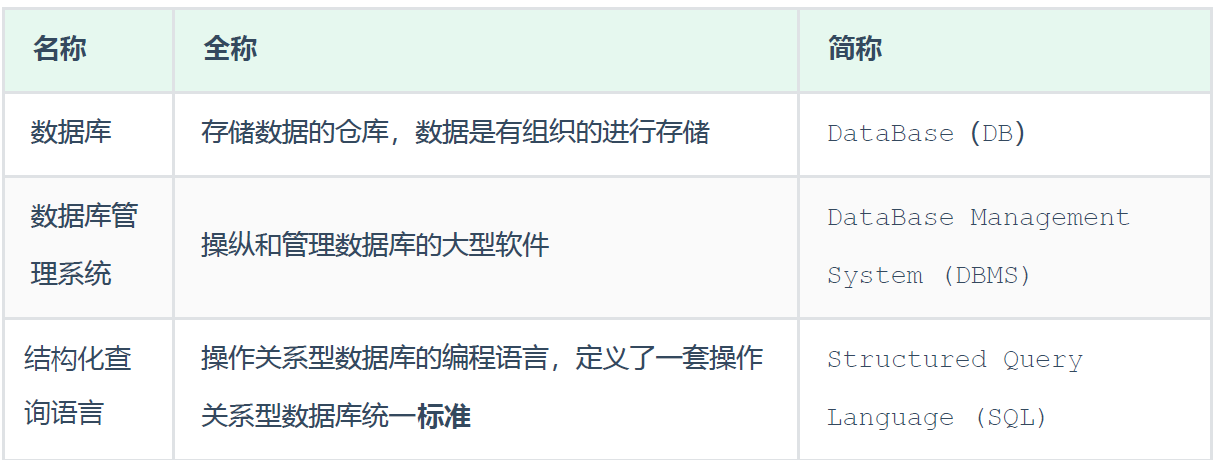 名称 全称 简称
数据库 存储数据的仓库，数据是有组织的进行存储 DataBase（DB）
数据库管
理系统
操纵和管理数据库的大型软件
DataBase Management
System (DBMS)
结构化查
询语言
操作关系型数据库的编程语言，定义了一套操作
关系型数据库统一标准
Structured Query
Language (SQL)